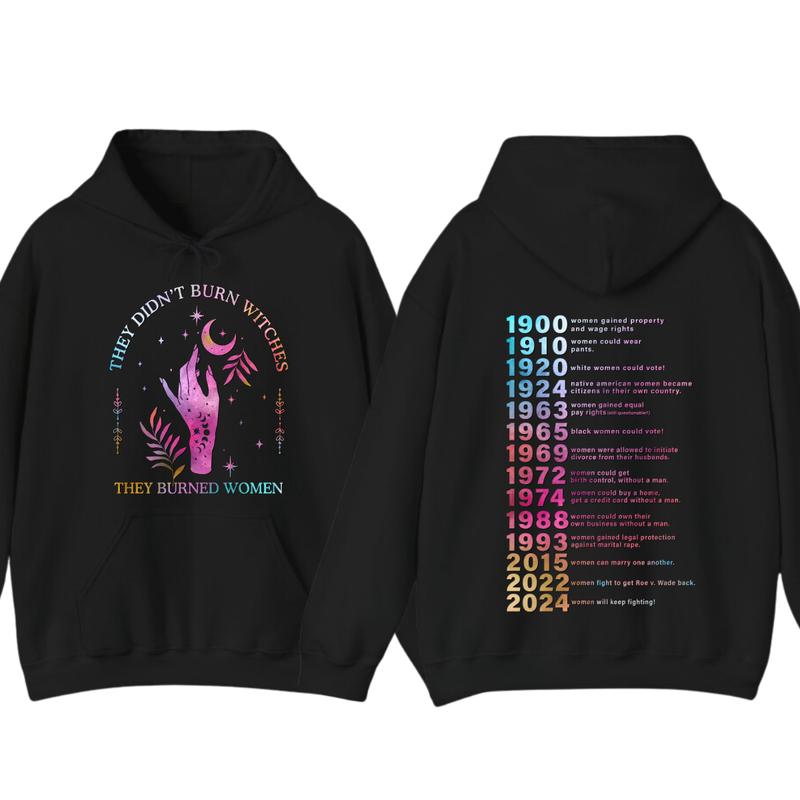 THEY DIDN'T BURN WITCHES
THEY BURNED WOMEN
1900 women gained property
and wage rights
1910 women could wear
pants.
1920 white women could vote!
1924 native american women became
citizens in their own country.
1963 women gained equal
pay rights (still questionable!!)
1965 black women could vote!
1969 women were allowed to initiate
divorce from their husbands.
1972 women could get
birth control, without a man.
1974 women could buy a home,
get a credit card without a man.
1988 women could own their
own business without a man.
1993 women gained legal protection
against marital rape.
2015 women can marry one another.
2022 women fight to get Roe v. Wade back.
2024 women will keep fighting!